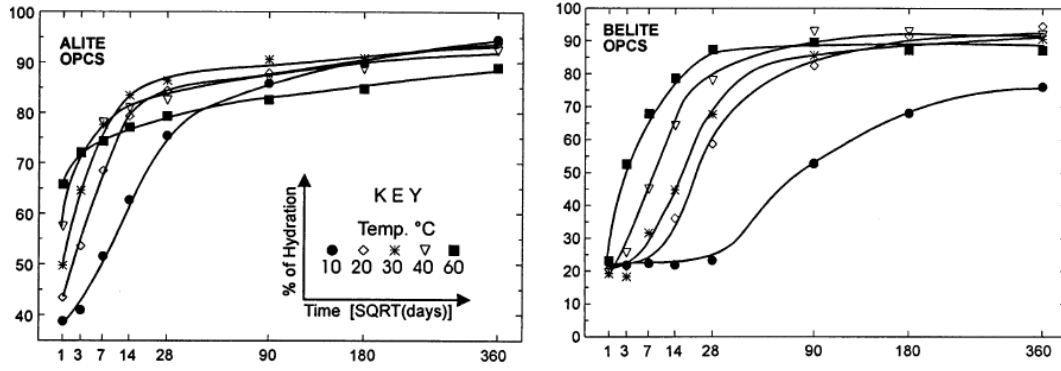 ALITE
OPCS
100
90
80
70
60
50
40
1 3 7 14 28 90 180 360
KEY
Temp. °C
10 20 30 40 60
% of Hydration
Time [SQRT(days)]
BELITE
OPCS
100
90
80
70
60
50
40
30
20
10
0
1 3 7 14 28 90 180 360